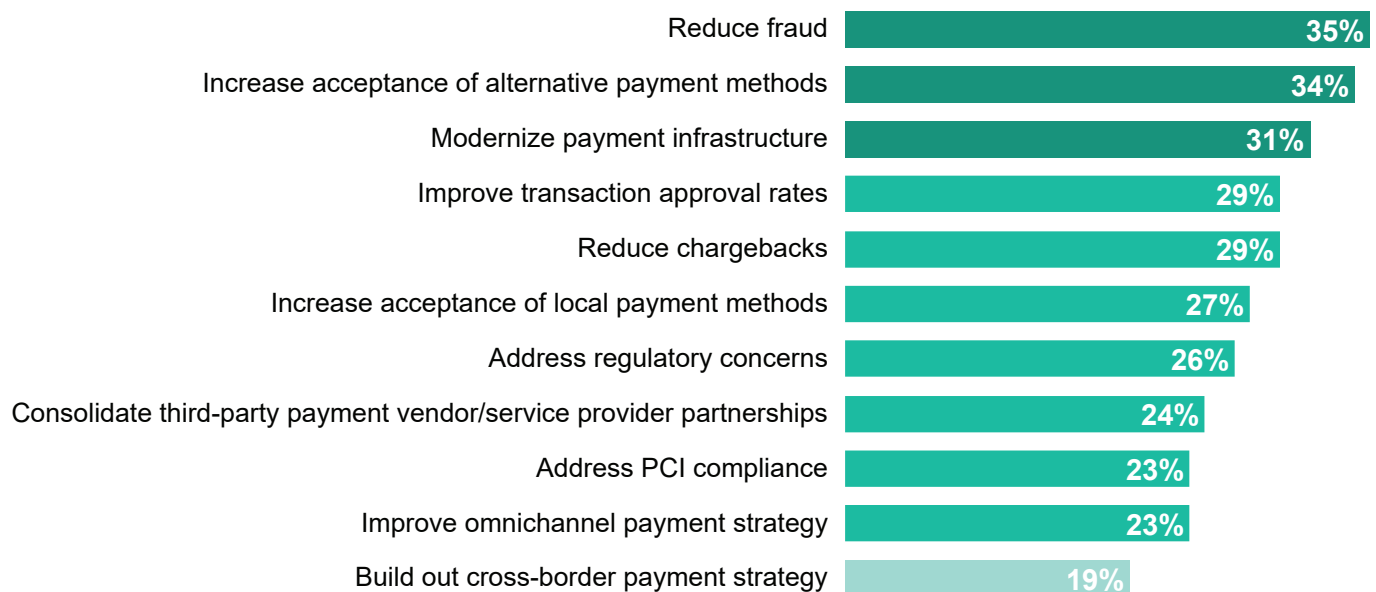 Reduce fraud 35%
Increase acceptance of alternative payment methods 34%
Modernize payment infrastructure 31%
Improve transaction approval rates 29%
Reduce chargebacks 29%
Increase acceptance of local payment methods 27%
Address regulatory concerns 26%
Consolidate third-party payment vendor/service provider partnerships 24%
Address PCI compliance 23%
Improve omnichannel payment strategy 23%
Build out cross-border payment strategy 19%